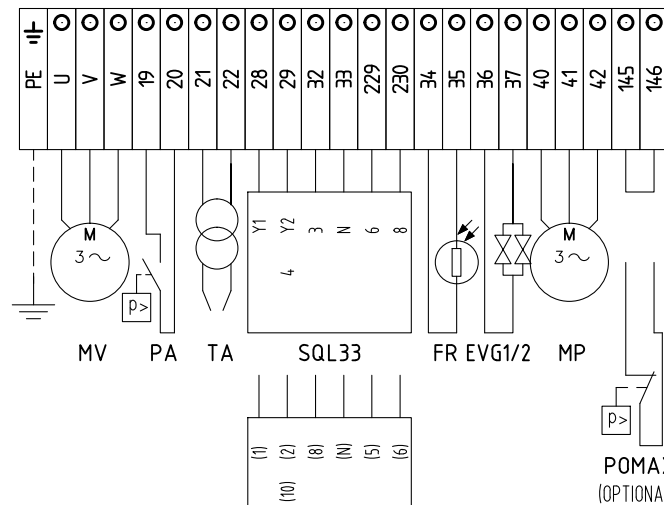 PE U V W 19 20 21 22 28 29 32 33 229 230 34 35 36 37 40 41 42 145 146
Y1 Y2 3 N 6 8
4
M
3~
M
3~
p>
MV PA TA SQL33 FR EVG1/2 MP
p>
(1) (2) (8) (N) (5) (6)
(10)
POMA
(OPTIONA